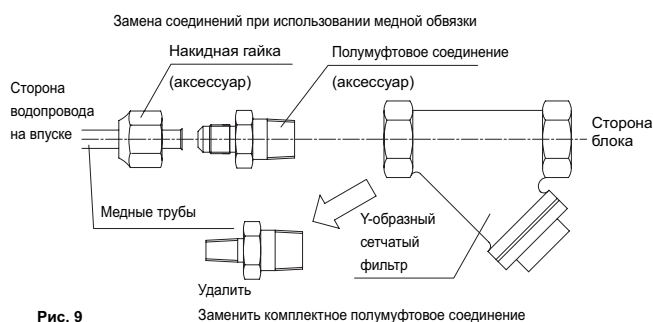 Замена соединений при использовании медной обвязки
Накидная гайка
(аксессуар)
Полумуфтовое соединение
(аксессуар)
Сторона
водопровода
на впуске
Сторона
блока
Медные трубы
Y-образный
сетчатый
фильтр
Удалить
Рис. 9
Заменить комплектное полумуфтовое соединение